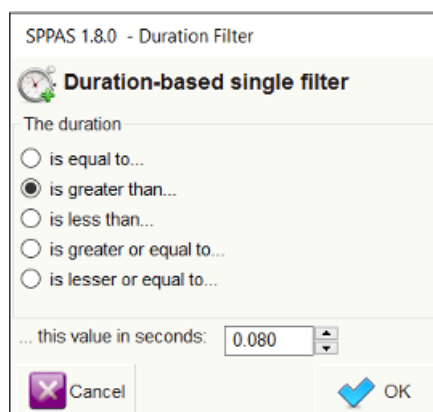 SPPAS 1.8.0 - Duration Filter
Duration-based single filter
The duration
is equal to...
is greater than...
is less than...
is greater or equal to...
is lesser or equal to...
... this value in seconds: 0.080
Cancel OK